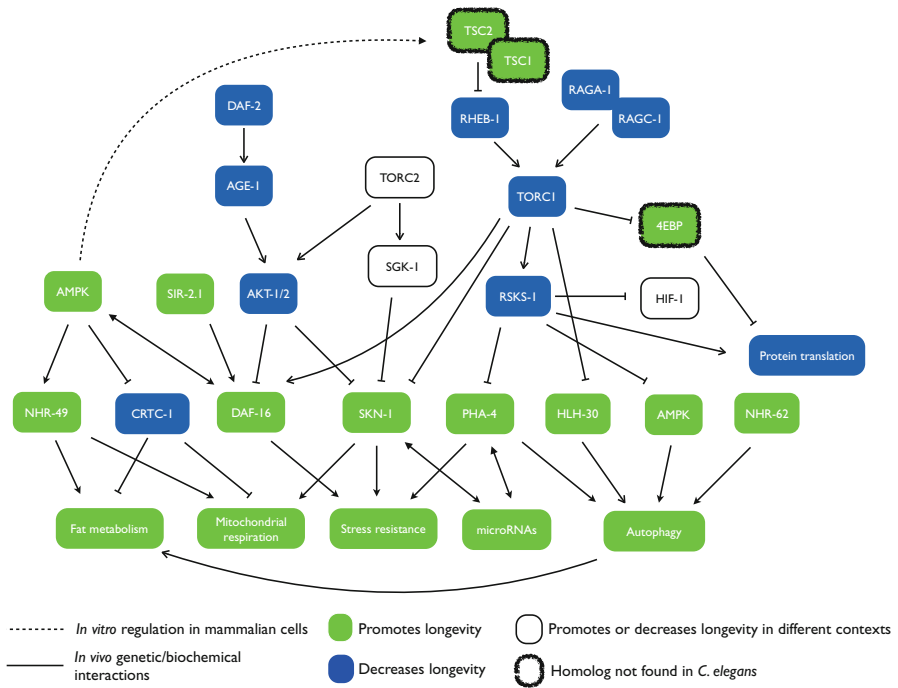 TSC2
TSC1
RAGA-1
DAF-2
RHEB-1
RAGC-1
AGE-1
TORC2
TORC1
4EBP
SGK-1
AMPK
SIR-2.1
AKT-1/2
RSKS-1
HIF-1
Protein translation
NHR-49
CRTC-1
DAF-16
SKN-1
PHA-4
HLH-30
AMPK
NHR-62
Fat metabolism
Mitochondrial
respiration
Stress resistance
microRNAs
Autophagy
In vitro regulation in mammalian cells
Promotes longevity
Promotes or decreases longevity in different contexts
In vivo genetic/biochemical
interactions
Decreases longevity
Homolog not found in C. elegans